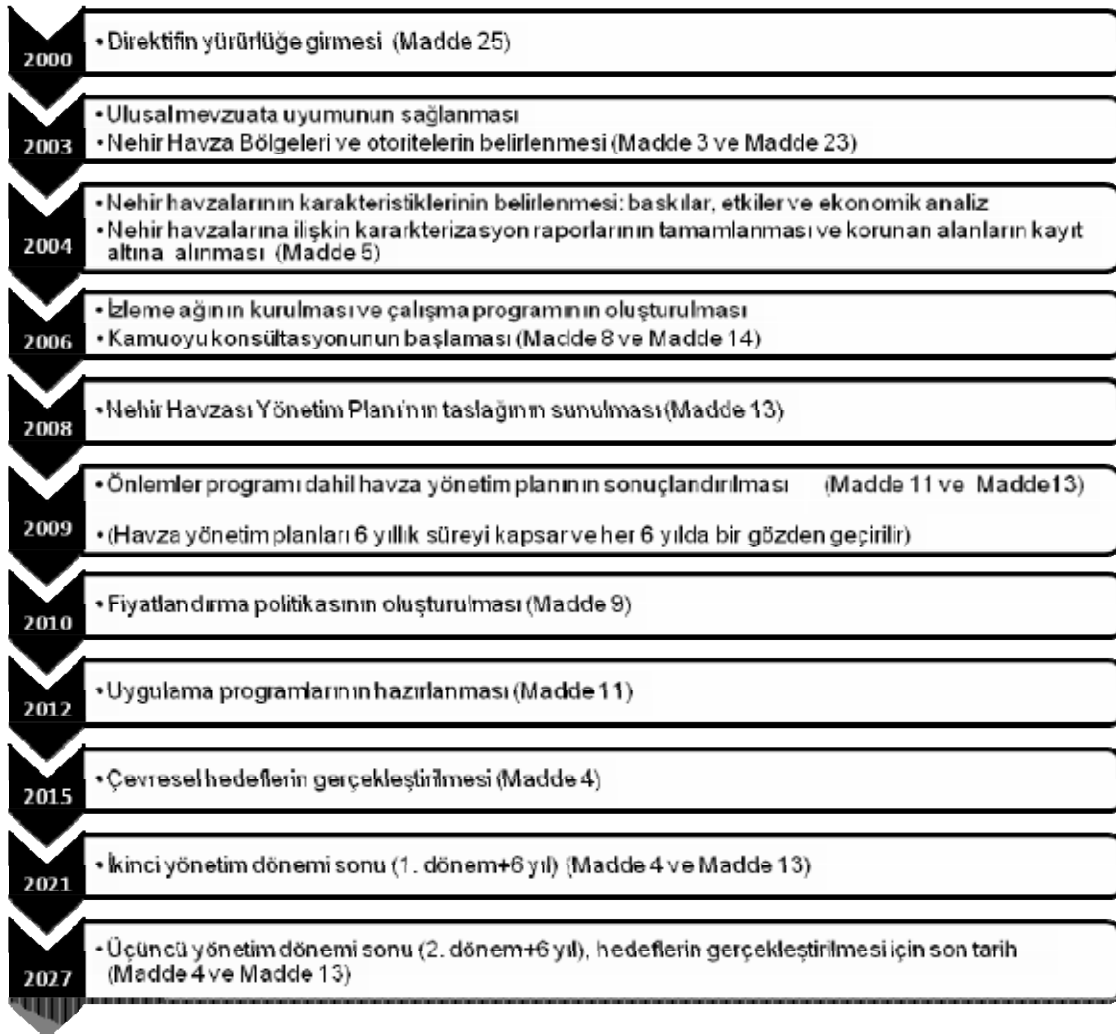 2000
• Direktifin yürürlüğe girmesi (Madde 25)
2003
• Ulusal mevzuata uyumunun sağlanması
• Nehir Havza Bölgeleri ve otoritelerin belirlenmesi (Madde 3 ve Madde 23)
2004
• Nehir havzalarının karakteristiklerinin belirlenmesi: baskılar, etkiler ve ekonomik analiz
• Nehir havzalarına ilişkin kararkterizasyon raporlarının tamamlanması ve korunan alanların kayıt
altına alınması (Madde 5)
2006
• İzleme ağının kurulması ve çalışma programının oluşturulması
• Kamuoyu konsültasyonunun başlaması (Madde 8 ve Madde 14)
2008
• Nehir Havzası Yönetim Planı'nın taslağının sunulması (Madde 13)
2009
• Önlemler programı dahil havza yönetim planının sonuçlandırılması (Madde 11 ve Madde13)
• (Havza yönetim planları 6 yıllık süreyi kapsar ve her 6 yılda bir gözden geçirilir)
2010
• Fiyatlandırma politikasının oluşturulması (Madde 9)
2012
• Uygulama programlarının hazırlanması (Madde 11)
2015
• Çevresel hedeflerin gerçekleştirilmesi (Madde 4)
2021
• İkinci yönetim dönemi sonu (1. dönem+6 yıl) (Madde 4 ve Madde 13)
2027
• Üçüncü yönetim dönemi sonu (2. dönem+6 yıl), hedeflerin gerçekleştirilmesi için son tarih
(Madde 4 ve Madde 13)